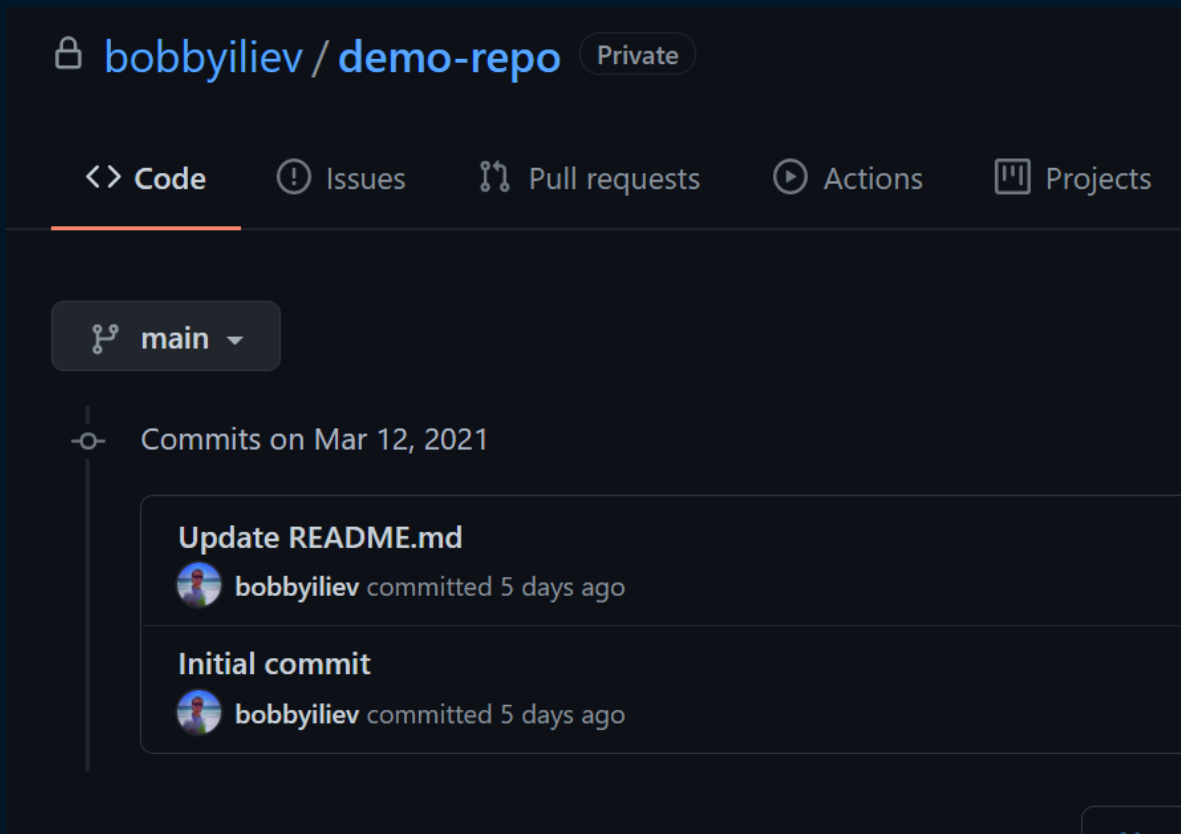 bobbyiliev / demo-repo Private
Code Issues Pull requests Actions Projects
main
Commits on Mar 12, 2021
Update README.md
bobbyiliev committed 5 days ago
Initial commit
bobbyiliev committed 5 days ago